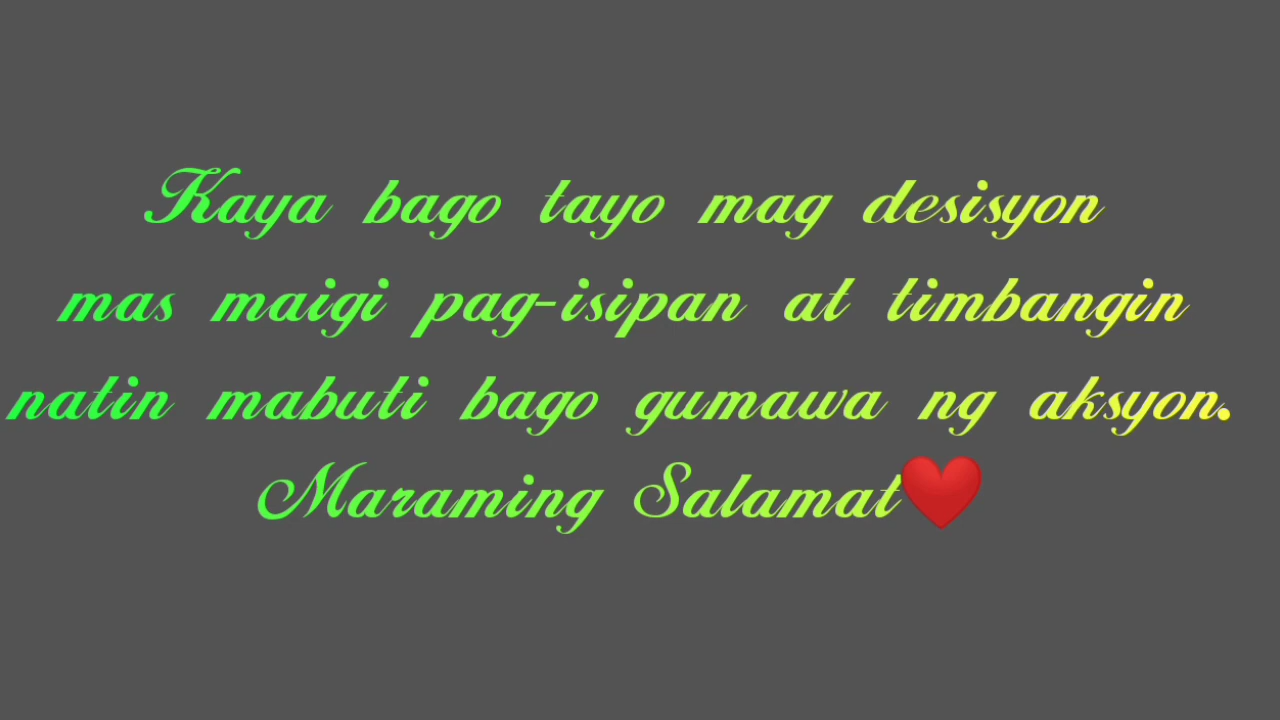 Kaya bago tayo mag desisyon
mas maigi pag-isipan at timbangin
natin mabuti bago gumawa ng aksyon.
Maraming Salamat❤️